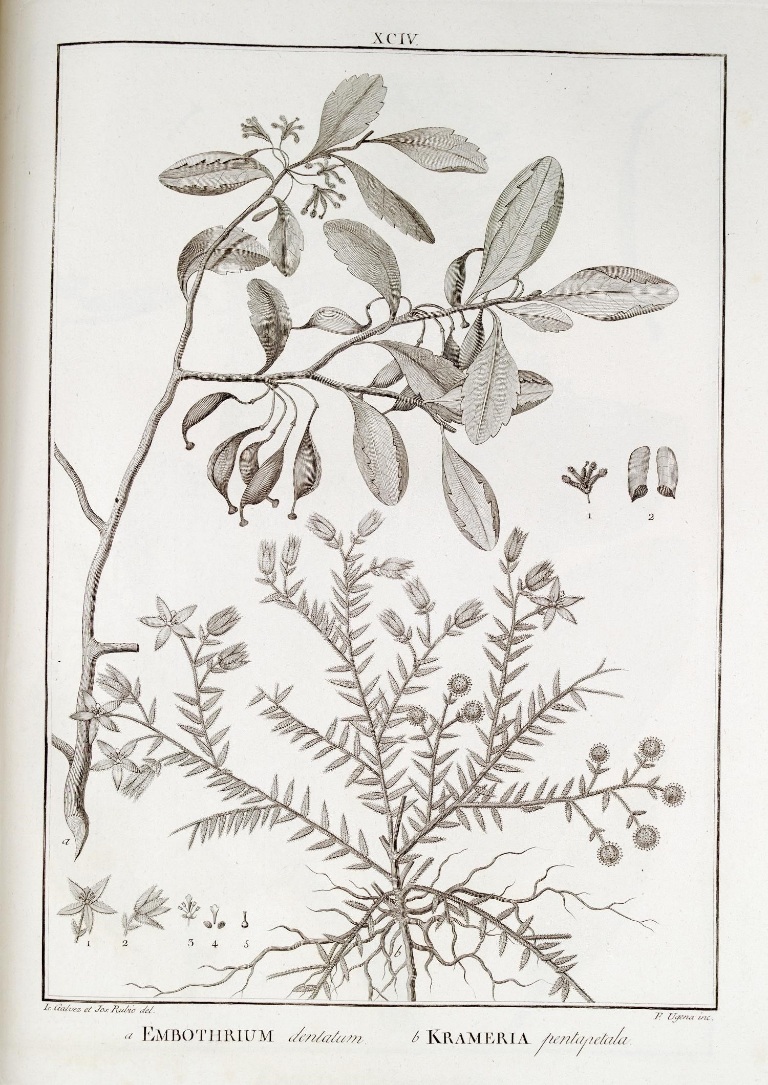 XCIV.
1 2
a
1 2 3 4 5
b
Is. Galvez et Jos. Rubio del.
F. Ugena inc.
a EMBOTHRIUM dentatum. b KRAMERIA pentapetala.